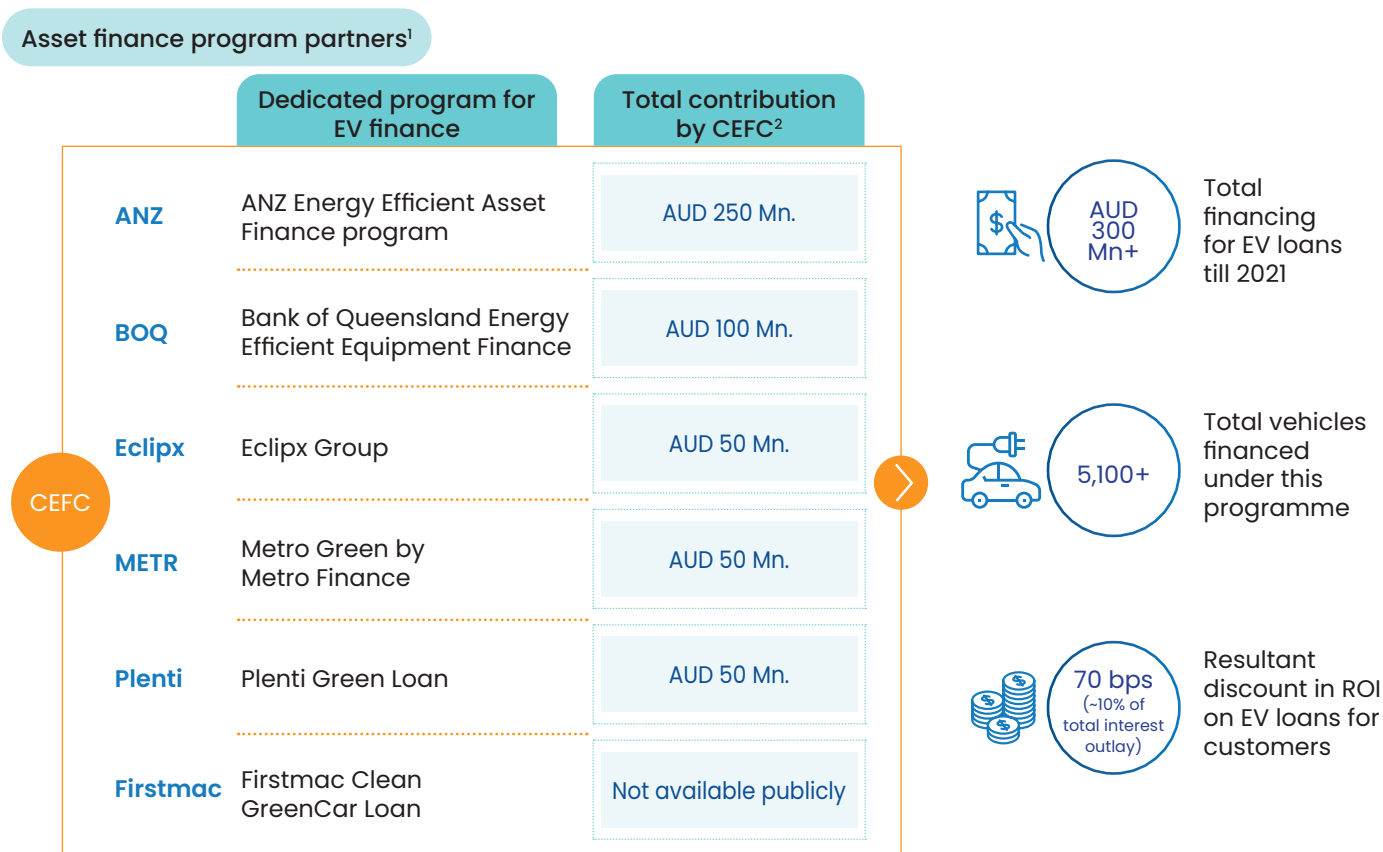 Asset finance program partners¹
Dedicated program for
EV finance
Total contribution
by CEFC²
CEFC
ANZ
ANZ Energy Efficient Asset
Finance program
AUD 250 Mn.
BOQ
Bank of Queensland Energy
Efficient Equipment Finance
AUD 100 Mn.
Eclipx
Eclipx Group
AUD 50 Mn.
METR
Metro Green by
Metro Finance
AUD 50 Mn.
Plenti
Plenti Green Loan
AUD 50 Mn.
Firstmac
Firstmac Clean
GreenCar Loan
Not available publicly
$
AUD
300
Mn+
Total
financing
for EV loans
till 2021
5,100+
Total vehicles
financed
under this
programme
$
$
$
70 bps
(~10% of
total interest
outlay)
Resultant
discount in ROI
on EV loans for
customers